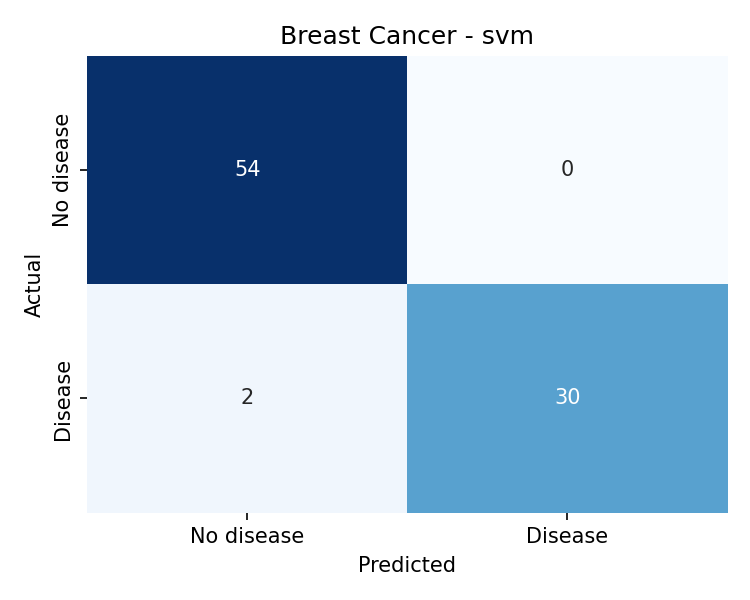 Breast Cancer - svm
No disease
54
0
Actual
Disease
2
30
No disease
Disease
Predicted